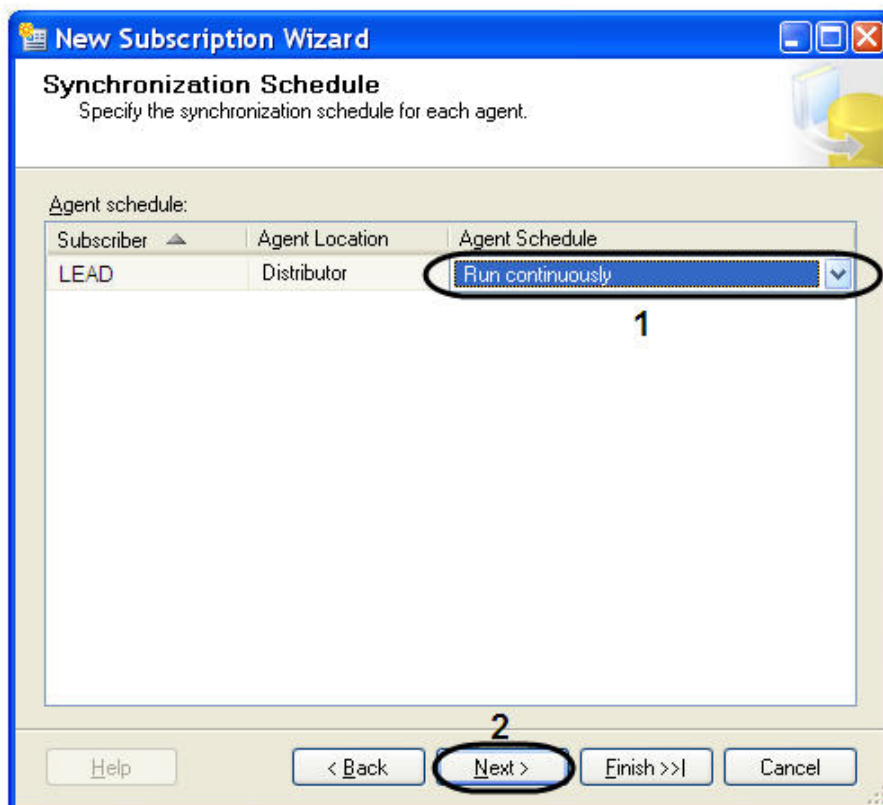 New Subscription Wizard
Synchronization Schedule
Specify the synchronization schedule for each agent.
Agent schedule:
Subscriber Agent Location Agent Schedule
LEAD Distributor Run continuously
1
2
Help < Back Next > Finish >>| Cancel